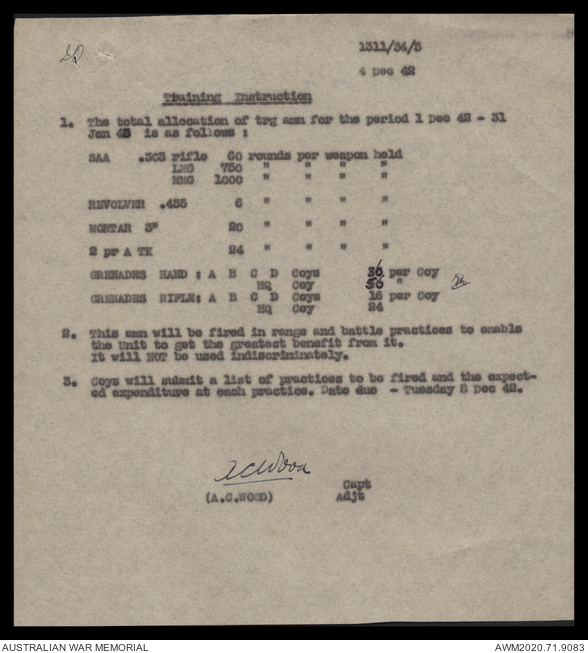 1311/34/3
4 Dec 42
Training Instruction
1. The total allocation of trg amn for the period 1 Dec 42 - 31
Jan 43 is as follows :
SAA .303 rifle 60 rounds per weapon held
LMG 750 " " " "
HMG 1000 " " " "
REVOLVER .455 6 " " " "
MORTAR 3" 20 " " " "
2 pr A TK 24 " " " "
GRENADES HAND : A B C D Coys 36 per Coy
HQ Coy 56 "
GRENADES RIFLE: A B C D Coys 16 per Coy
HQ Coy 24
2. This amn will be fired in range and battle practices to enable
the Unit to get the greatest benefit from it.
It will NOT be used indiscriminately.
3. Coys will submit a list of practices to be fired and the expect-
ed expenditure at each practice. Date due - Tuesday 8 Dec 42.
ACWood
Capt
(A.C.WOOD) Adjt
AUSTRALIAN WAR MEMORIAL AWM2020.71.9083